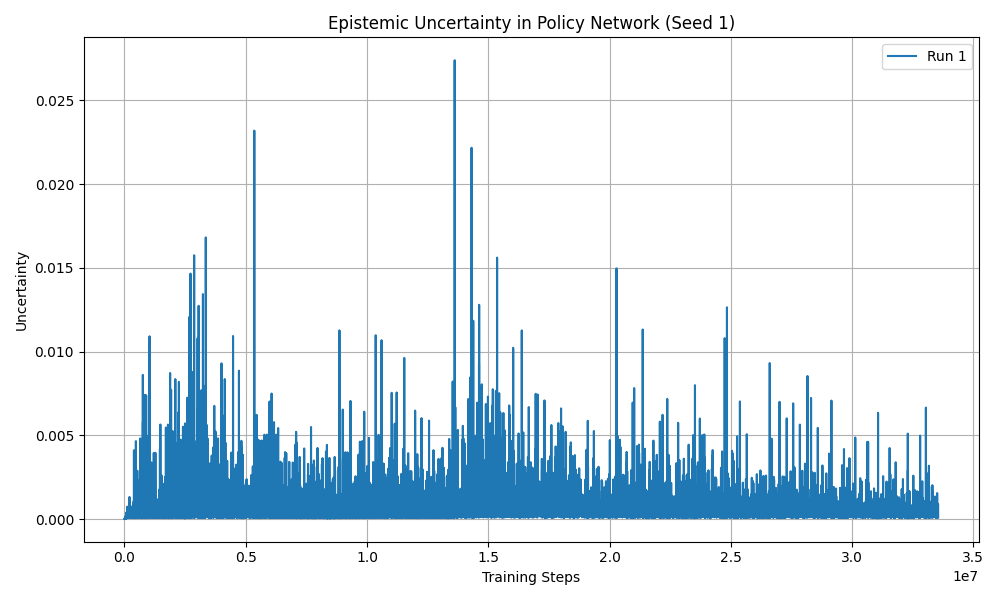 Epistemic Uncertainty in Policy Network (Seed 1)
Run 1
Uncertainty
0.025
0.020
0.015
0.010
0.005
0.000
0.0 0.5 1.0 1.5 2.0 2.5 3.0 3.5
1e7
Training Steps